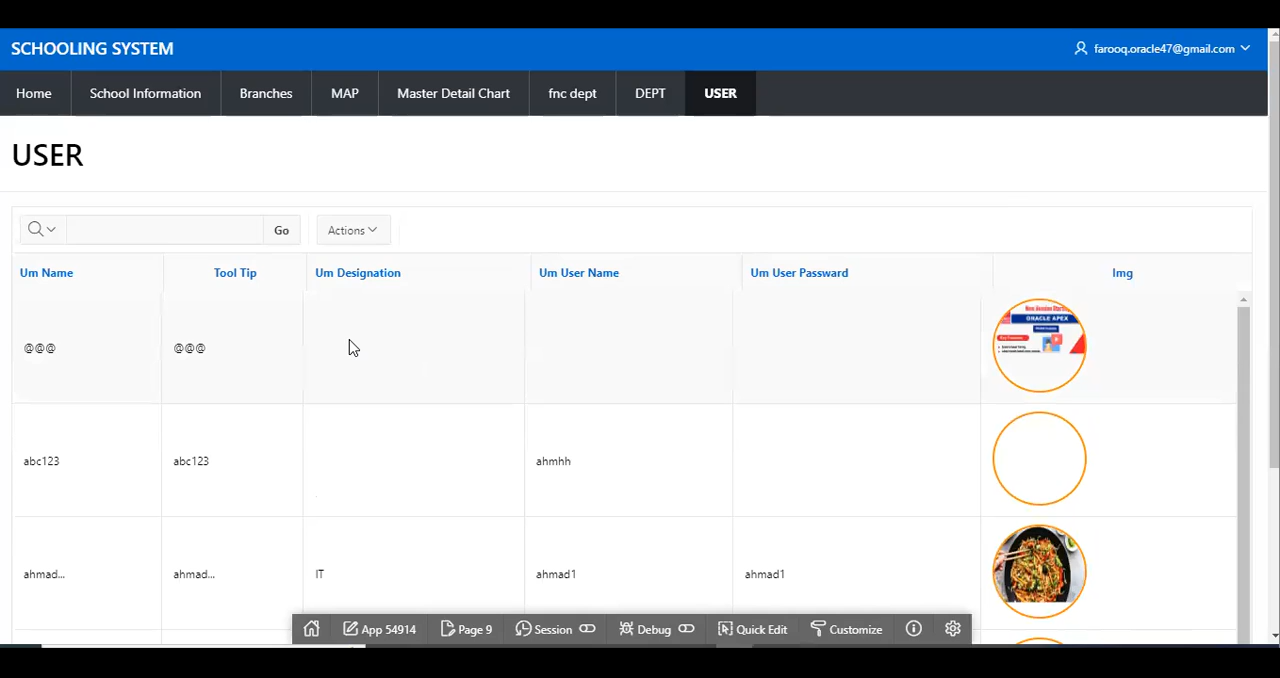 SCHOOLING SYSTEM
farooq.oracle47@gmail.com
Home School Information Branches MAP Master Detail Chart fnc dept DEPT USER
USER
Go Actions
Um Name Tool Tip Um Designation Um User Name Um User Passward Img
ORACLE APEX
@@@ @@@
abc123 abc123 ahmhh
ahmad... ahmad... IT ahmad1 ahmad1
App 54914 Page 9 Session Debug Quick Edit Customize